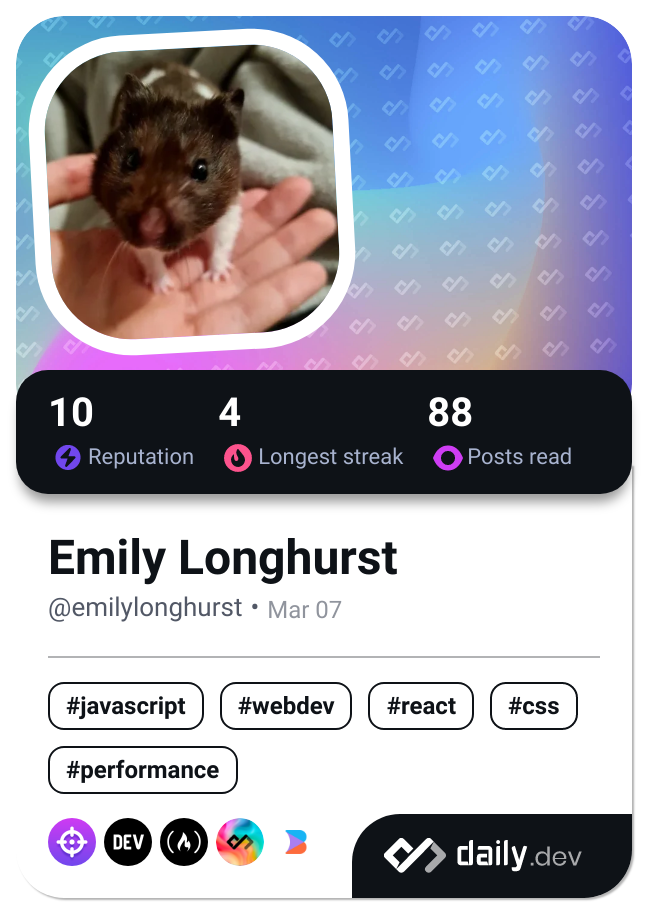 10 4 88
Reputation Longest streak Posts read
Emily Longhurst
@emilylonghurst • Mar 07
#javascript #webdev #react #css
#performance
DEV
daily.dev